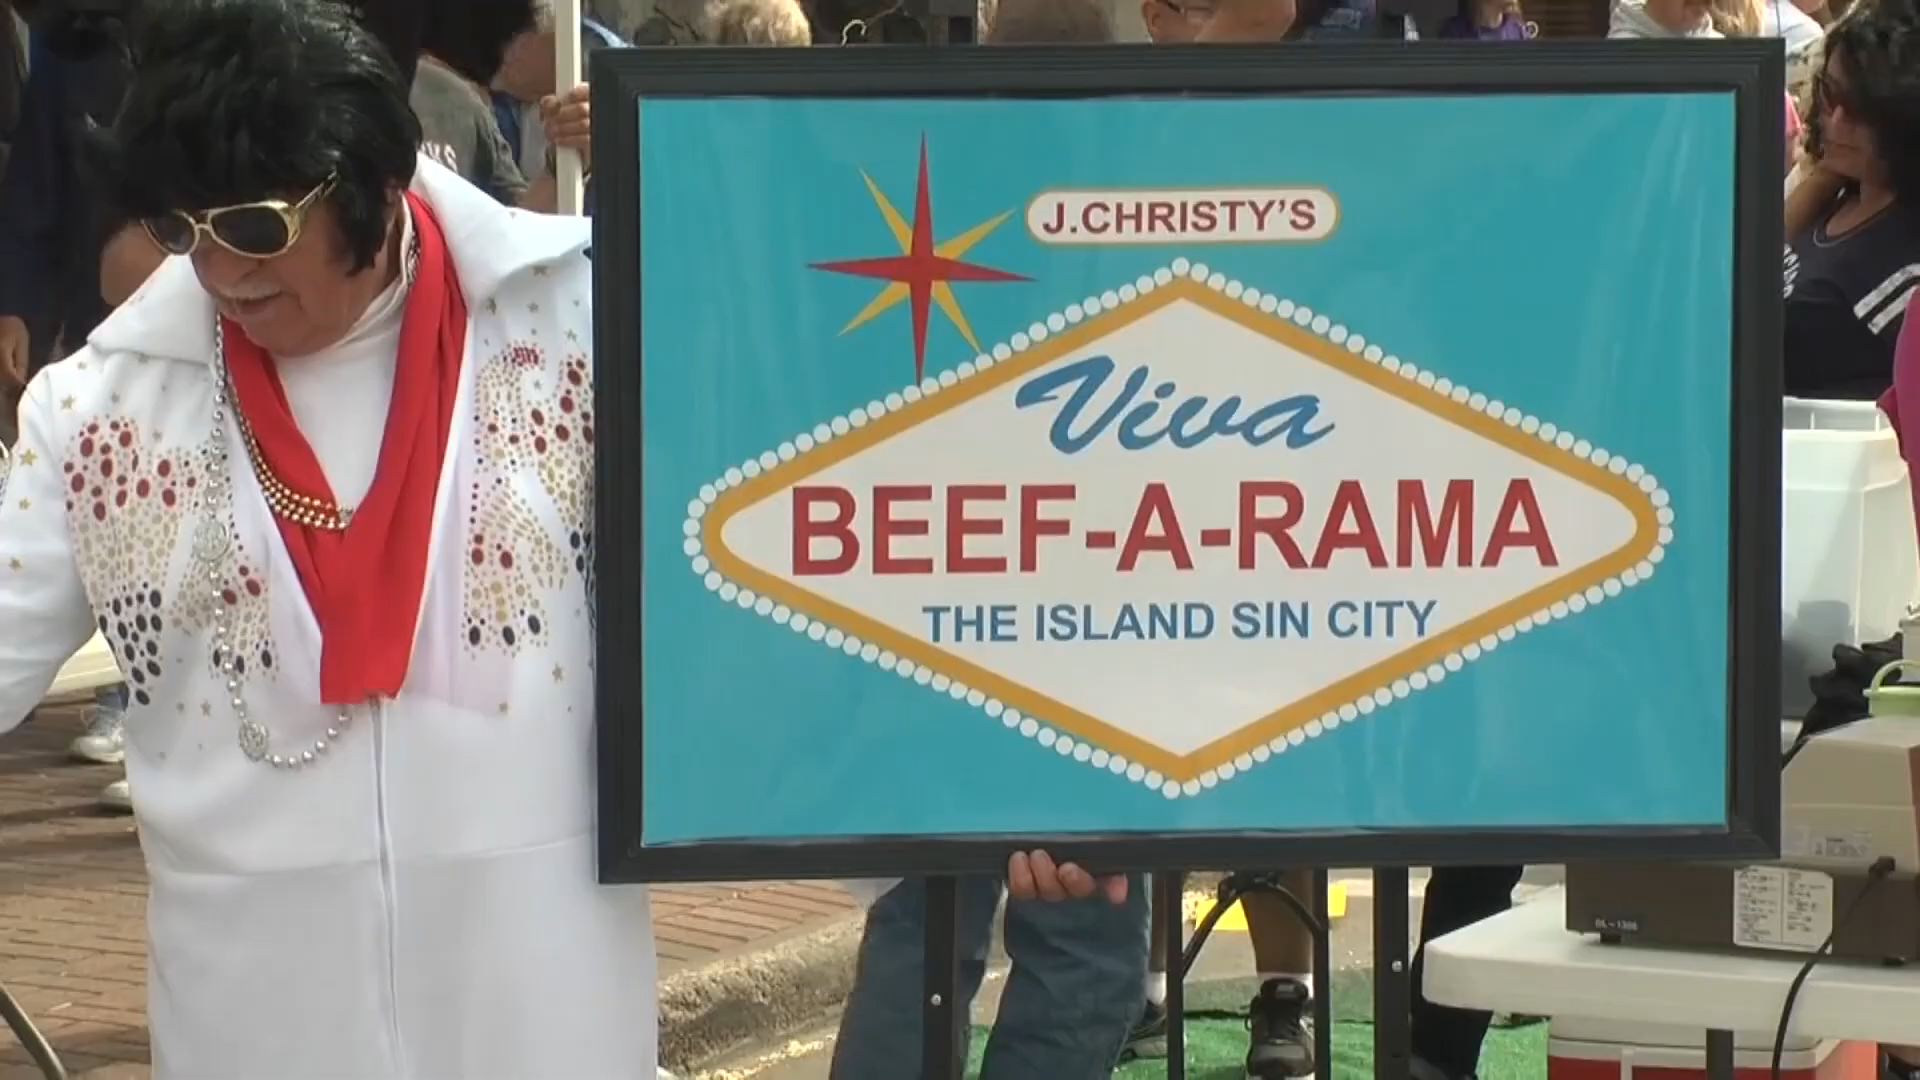 J.CHRISTY'S
Viva
BEEF-A-RAMA
THE ISLAND SIN CITY